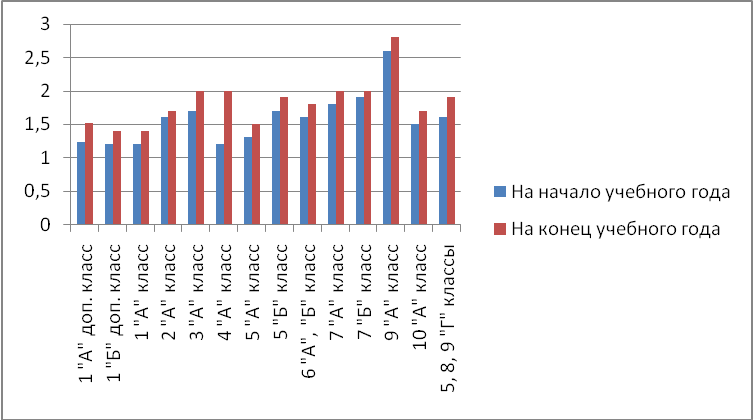 3
2,5
2
1,5
1
0,5
0
1 "А" доп. класс
1 "Б" доп. класс
1 "А" класс
2 "А" класс
3 "А" класс
4 "А" класс
5 "А" класс
5 "Б" класс
6 "А", "Б" класс
7 "А" класс
7 "Б" класс
9 "А" класс
10 "А" класс
5, 8, 9 "Г" классы
На начало учебного года
На конец учебного года